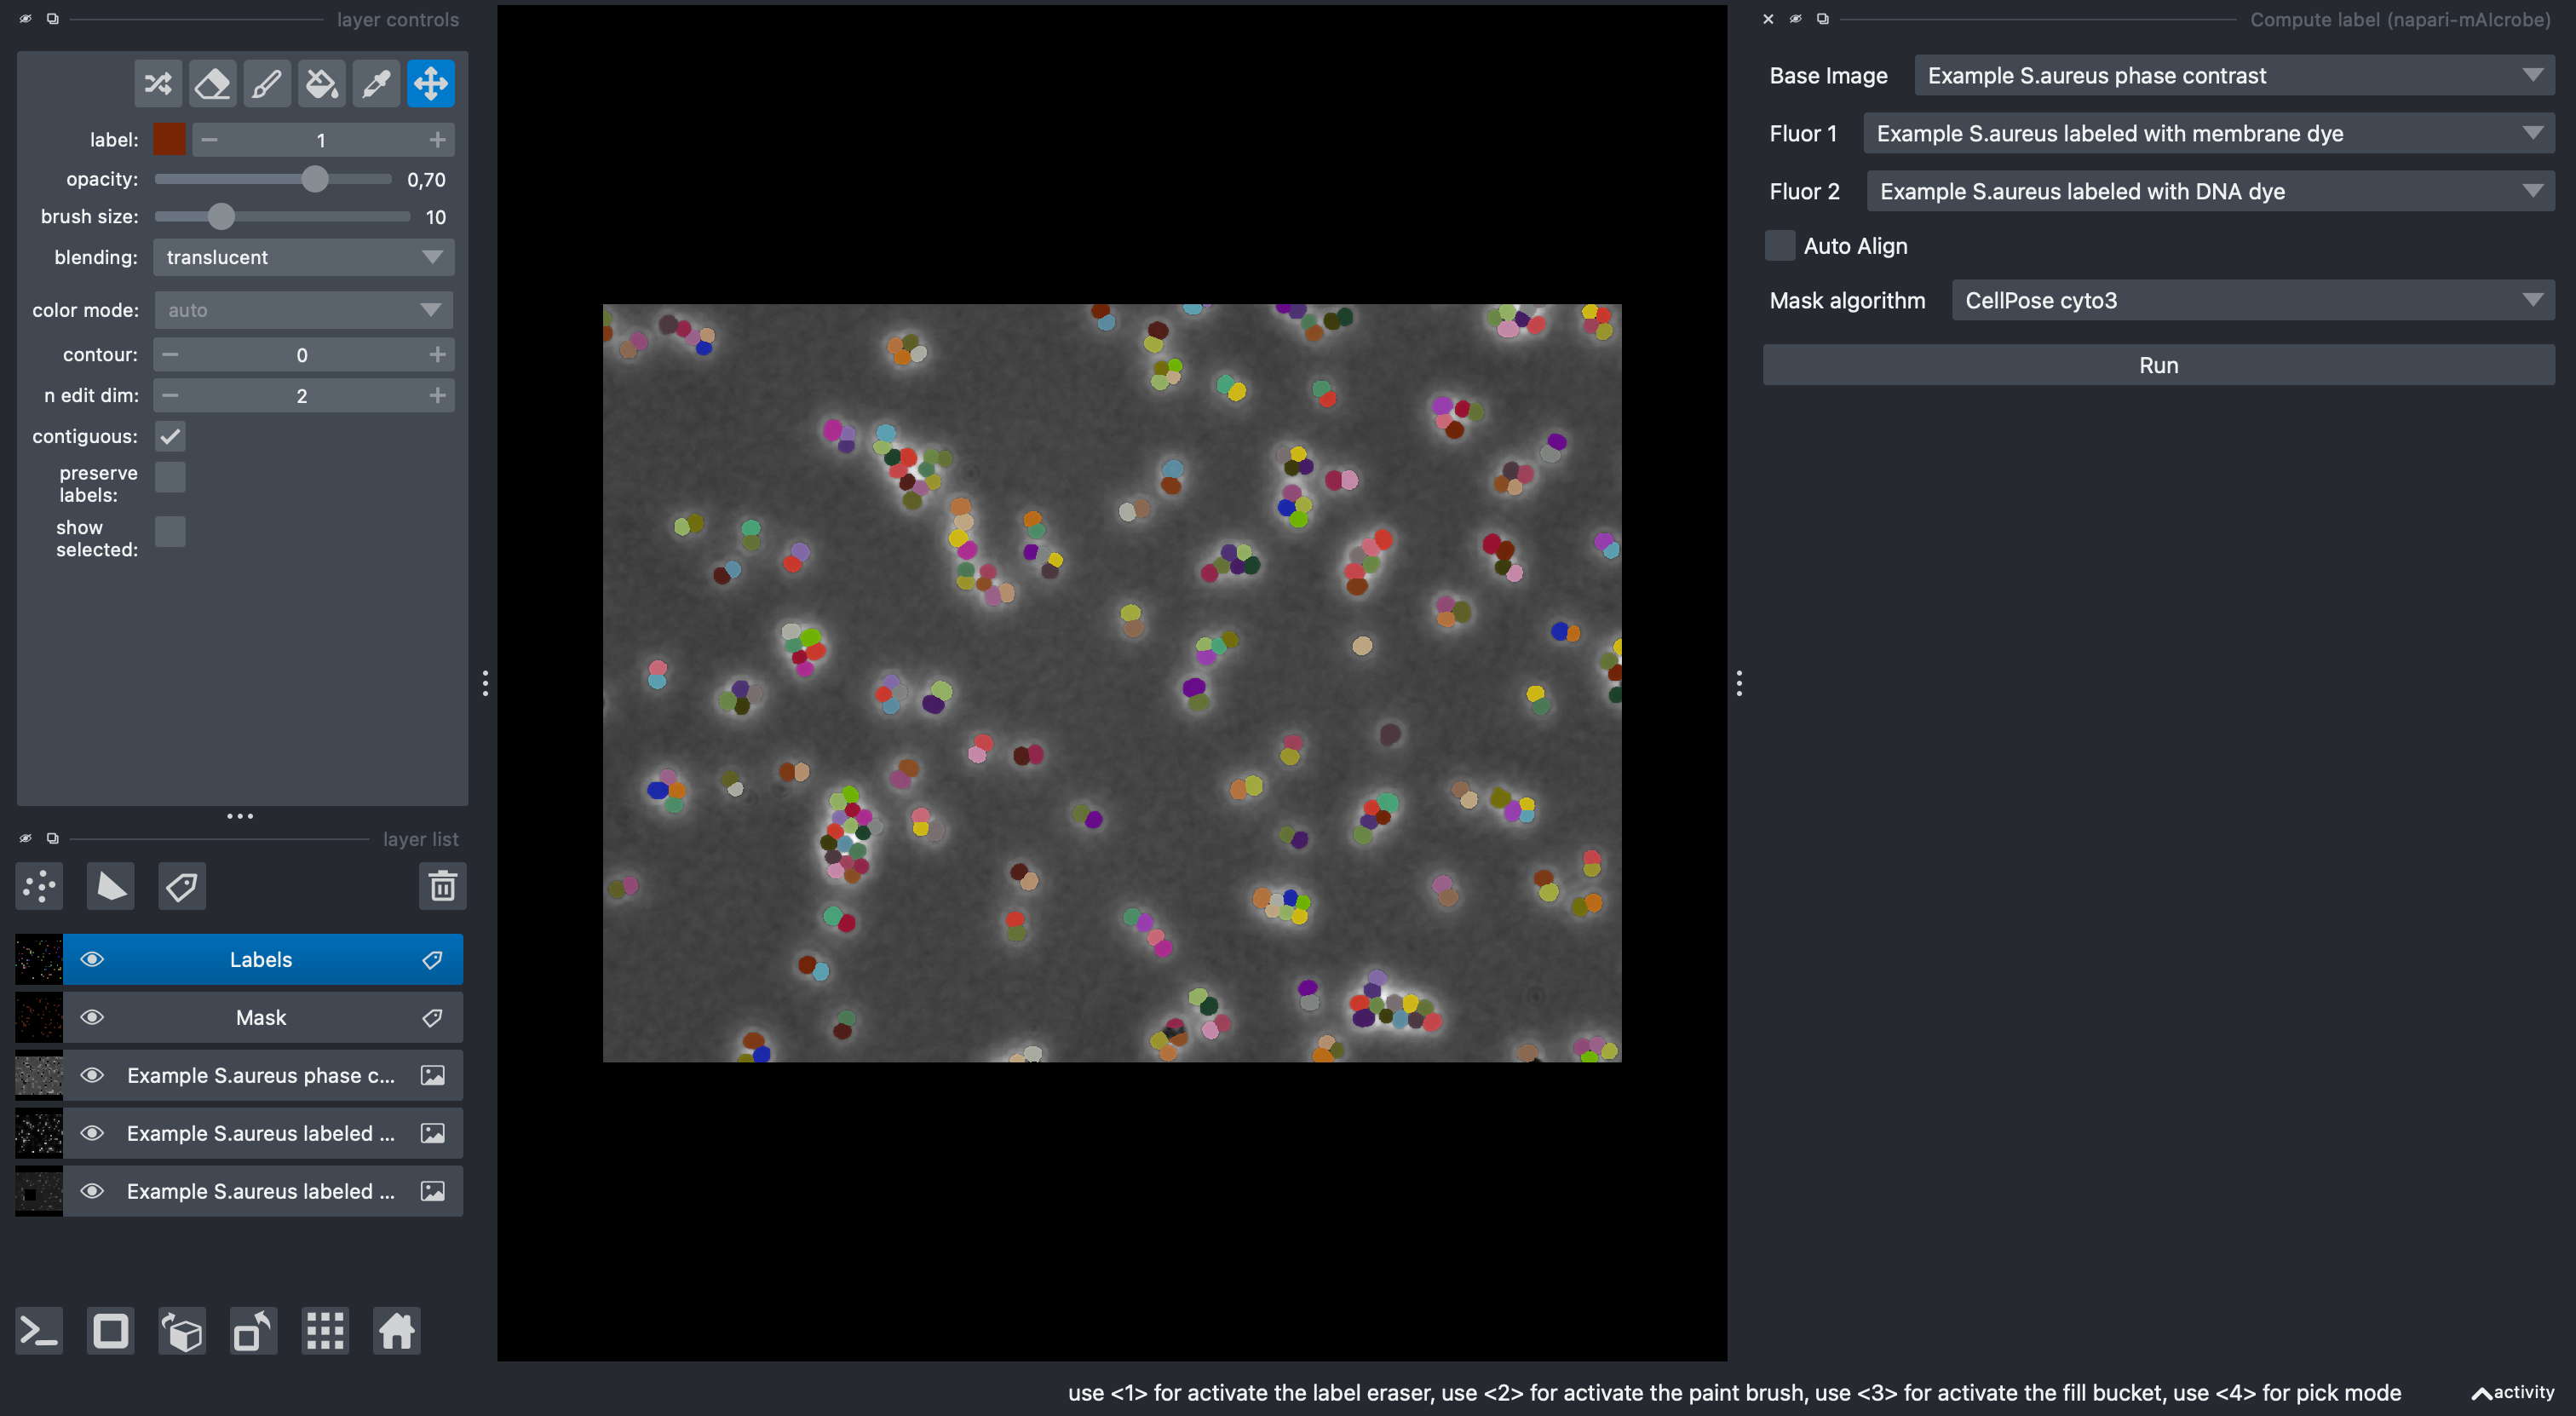 layer controls
label:
1
opacity:
0,70
brush size:
10
blending:
translucent
color mode:
auto
contour:
0
n edit dim:
2
contiguous:
preserve
labels:
show
selected:
layer list
Labels
Mask
Example S.aureus phase c...
Example S.aureus labeled ...
Example S.aureus labeled ...
Compute label (napari-mAIcrobe)
Base Image
Example S.aureus phase contrast
Fluor 1
Example S.aureus labeled with membrane dye
Fluor 2
Example S.aureus labeled with DNA dye
Auto Align
Mask algorithm
CellPose cyto3
Run
use <1> for activate the label eraser, use <2> for activate the paint brush, use <3> for activate the fill bucket, use <4> for pick mode
activity